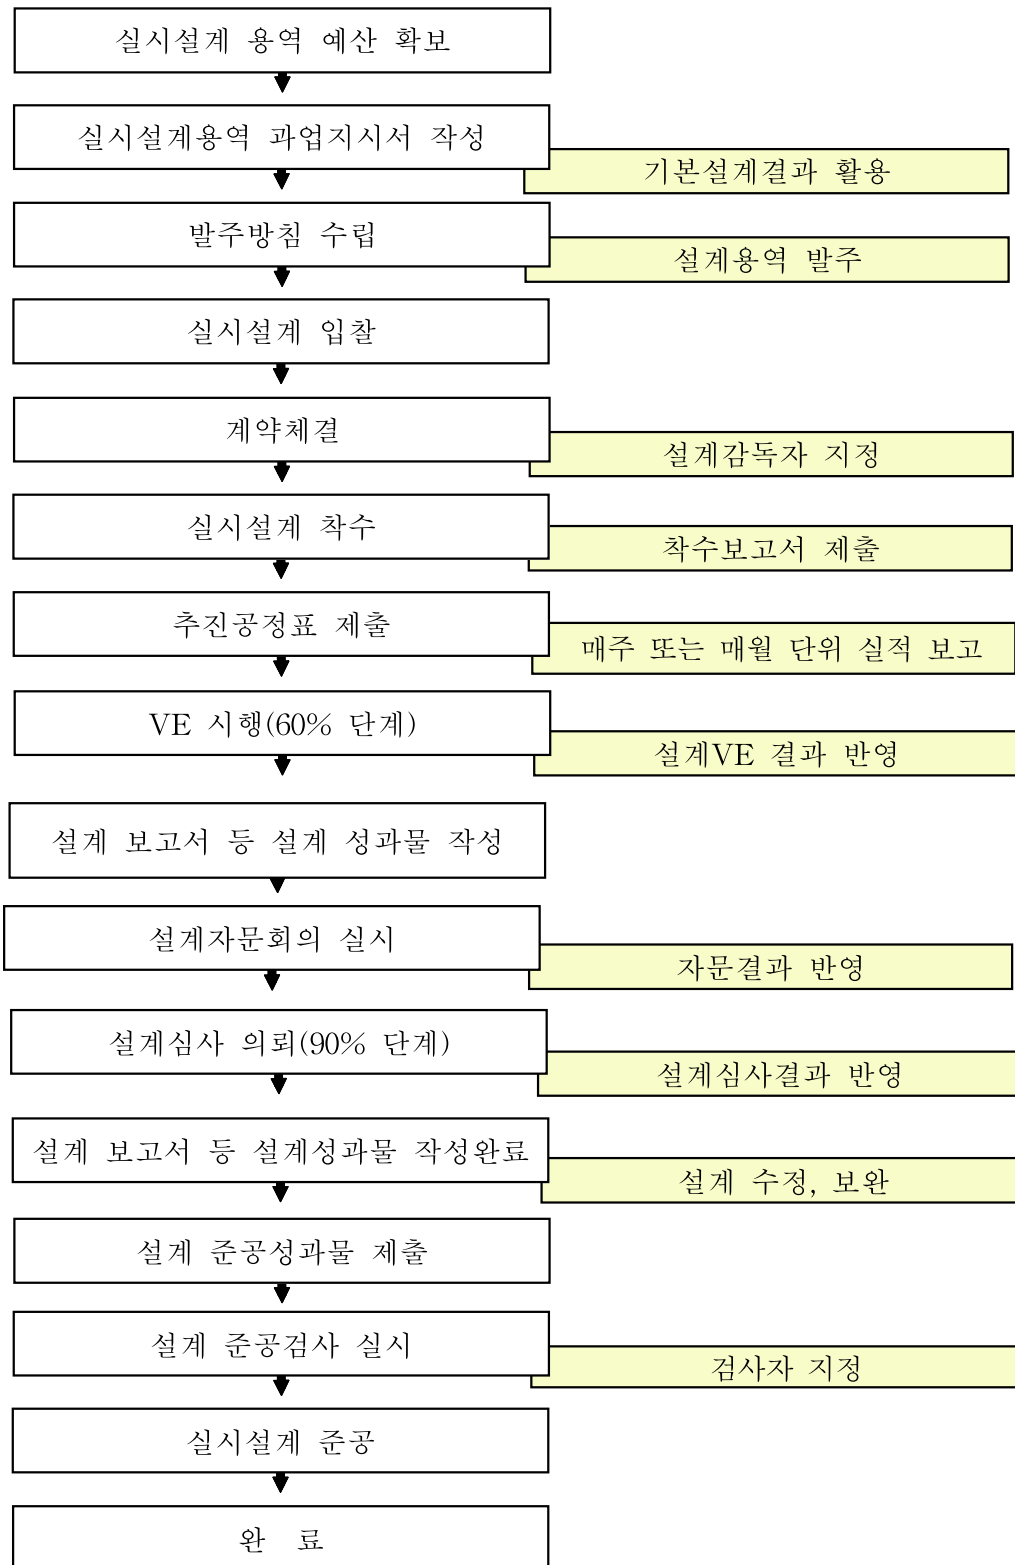 실시설계 용역 예산 확보
실시설계용역 과업지시서 작성
기본설계결과 활용
발주방침 수립
설계용역 발주
실시설계 입찰
계약체결
설계감독자 지정
실시설계 착수
착수보고서 제출
추진공정표 제출
매주 또는 매월 단위 실적 보고
VE 시행(60% 단계)
설계VE 결과 반영
설계 보고서 등 설계 성과물 작성
설계자문회의 실시
자문결과 반영
설계심사 의뢰(90% 단계)
설계심사결과 반영
설계 보고서 등 설계성과물 작성완료
설계 수정, 보완
설계 준공성과물 제출
설계 준공검사 실시
검사자 지정
실시설계 준공
완 료